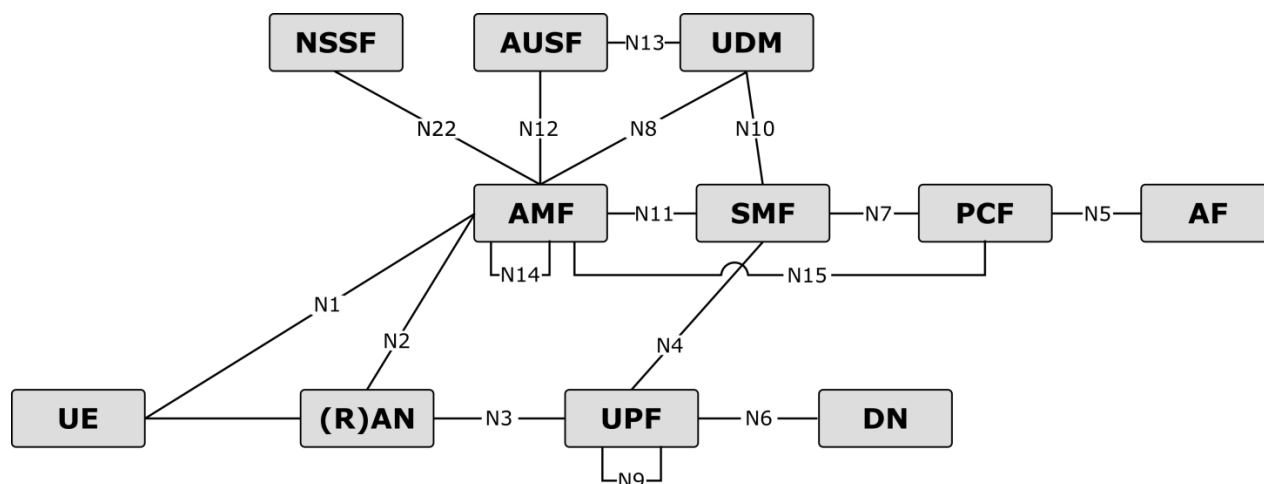 NSSF
AUSF
N13
UDM
N22
N12
N8
N10
AMF
N11
SMF
N7
PCF
N5
AF
N14
N15
N1
N2
N4
UE
(R)AN
N3
UPF
N6
DN
N9